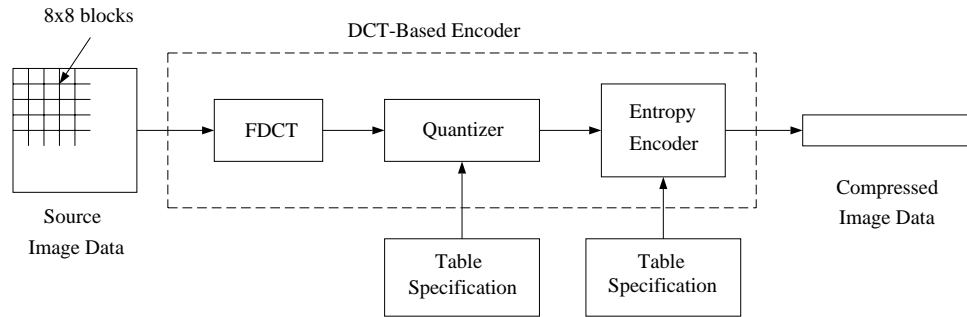 8x8 blocks
DCT-Based Encoder
FDCT
Quantizer
Entropy
Encoder
Source
Image Data
Compressed
Image Data
Table
Specification
Table
Specification